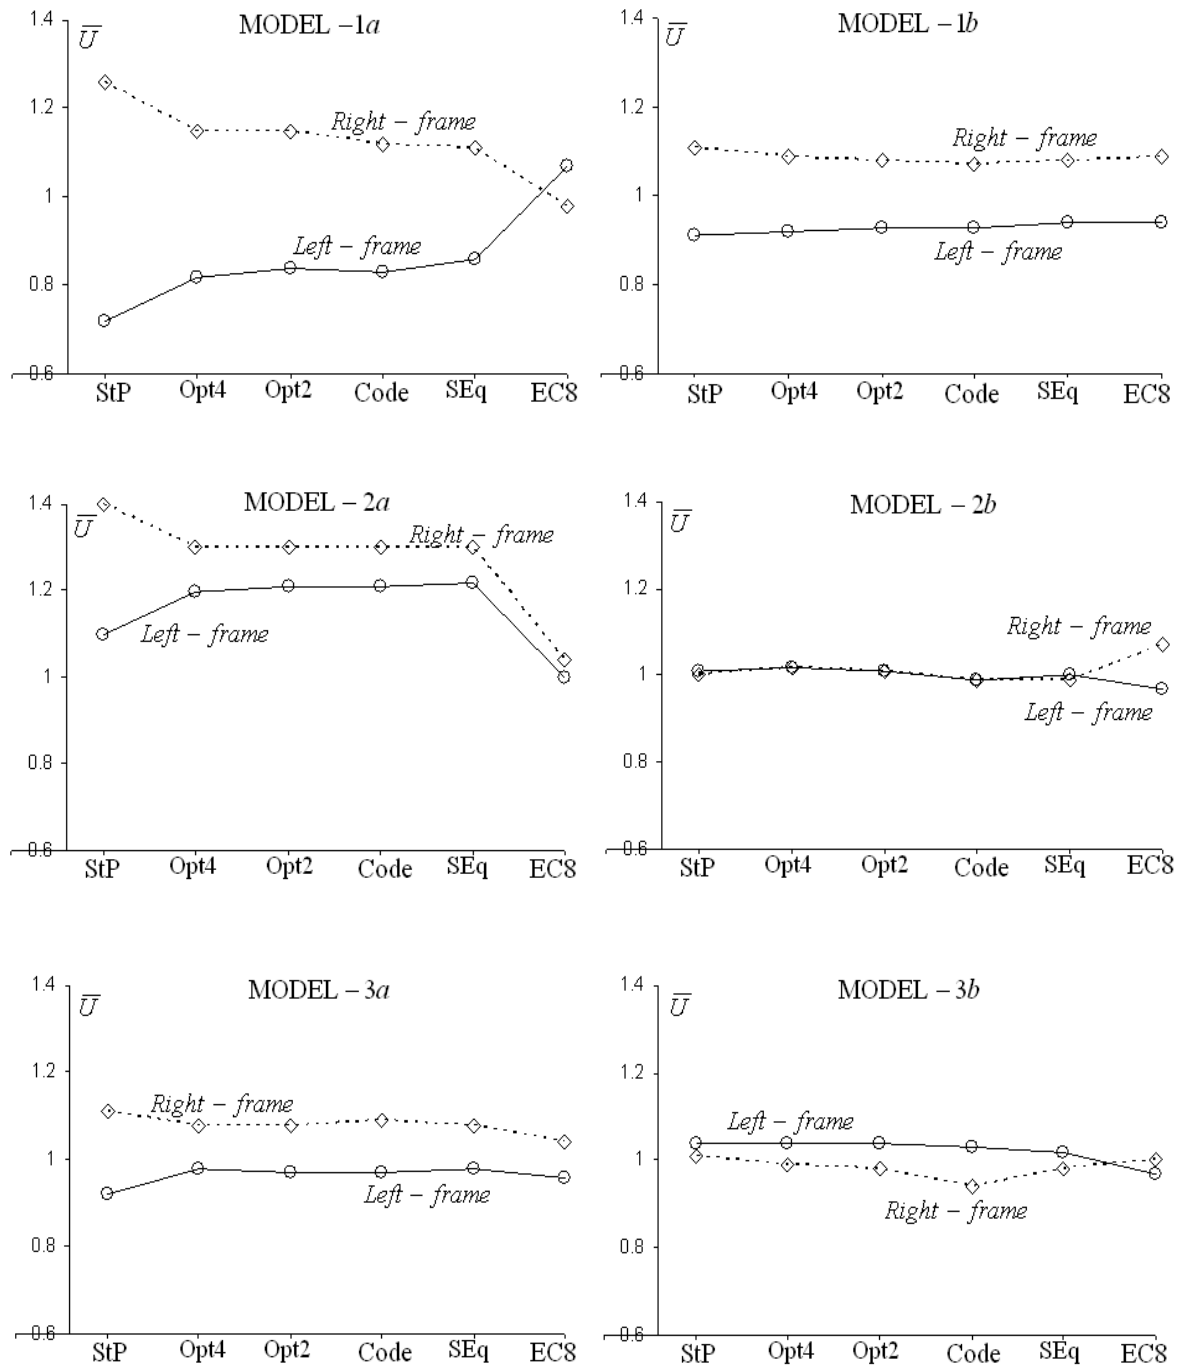 MODEL – 1a
U̅
1.4
1.2
1
0.8
0.6
Right – frame
Left – frame
StP Opt4 Opt2 Code SEq EC8
MODEL – 1b
U̅
1.4
1.2
1
0.8
0.6
Right – frame
Left – frame
StP Opt4 Opt2 Code SEq EC8
MODEL – 2a
U̅
1.4
1.2
1
0.8
0.6
Right – frame
Left – frame
StP Opt4 Opt2 Code SEq EC8
MODEL – 2b
U̅
1.4
1.2
1
0.8
0.6
Right – frame
Left – frame
StP Opt4 Opt2 Code SEq EC8
MODEL – 3a
U̅
1.4
1.2
1
0.8
0.6
Right – frame
Left – frame
StP Opt4 Opt2 Code SEq EC8
MODEL – 3b
U̅
1.4
1.2
1
0.8
0.6
Left – frame
Right – frame
StP Opt4 Opt2 Code SEq EC8